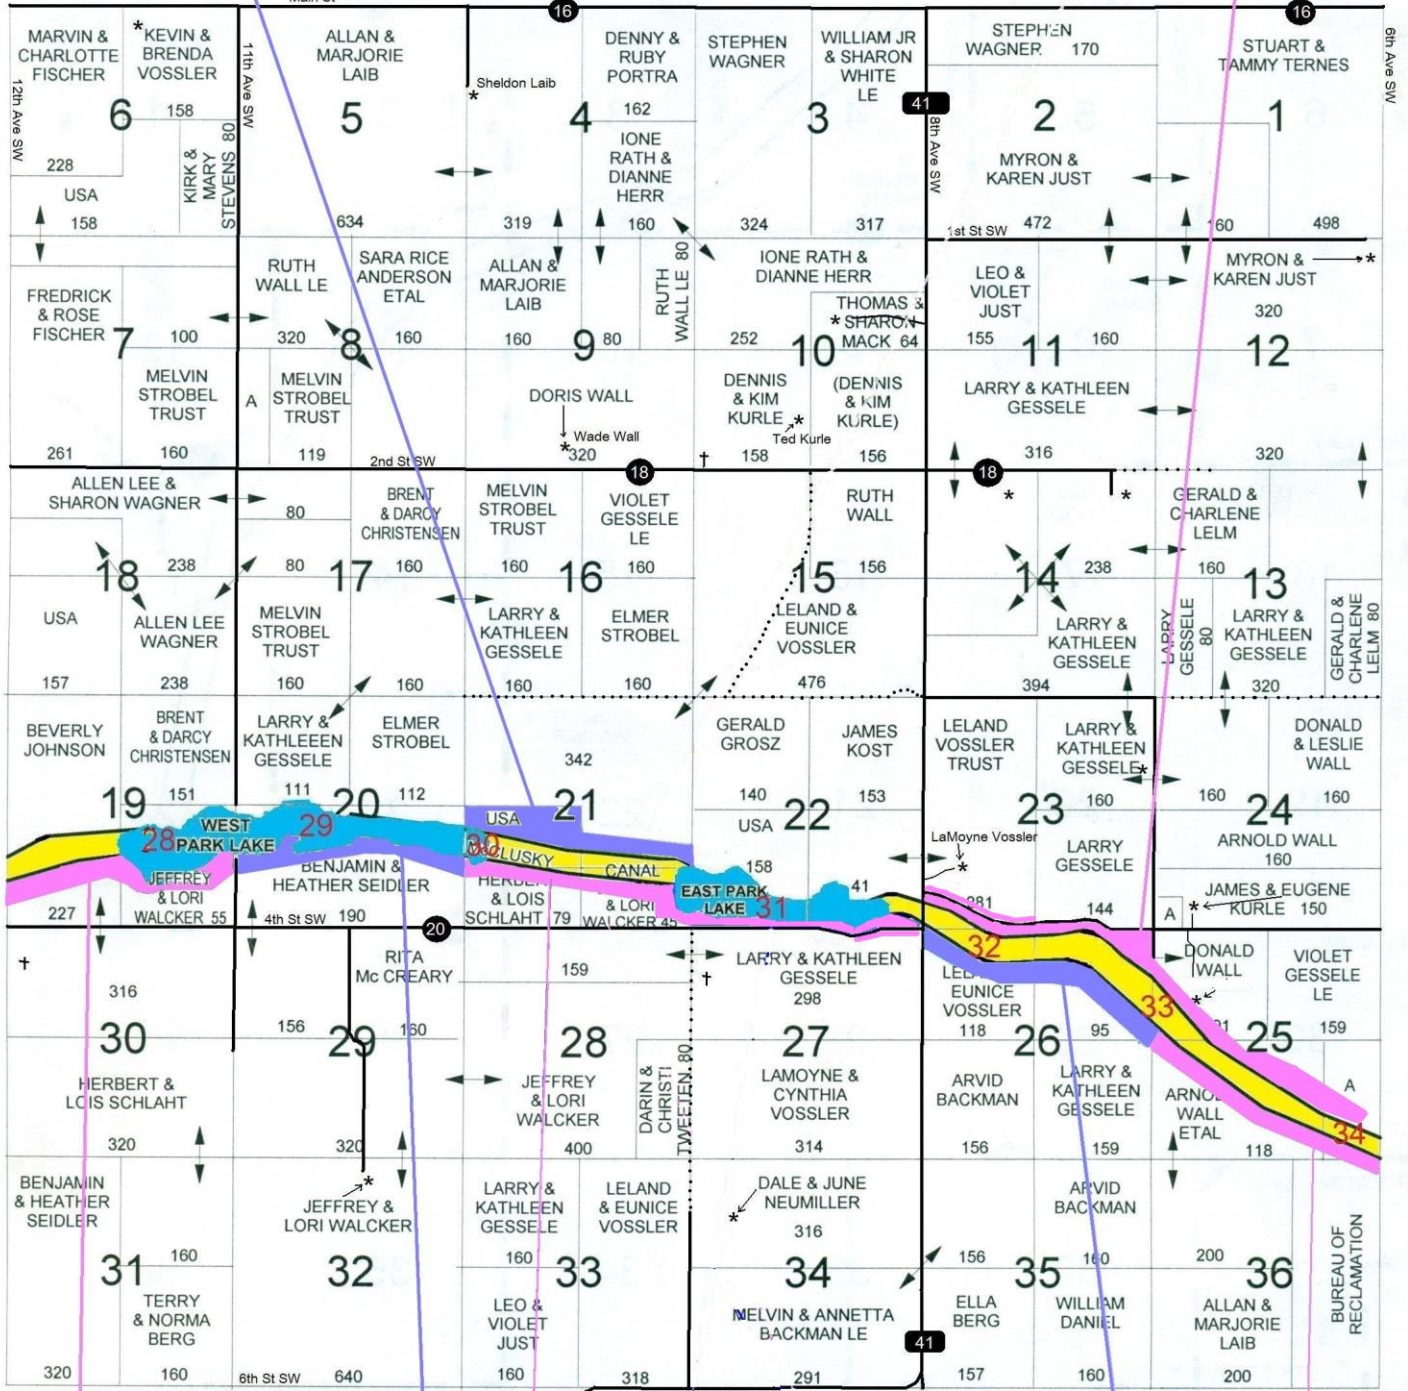 Main St
16
16
MARVIN &
CHARLOTTE
FISCHER
* KEVIN &
BRENDA
VOSSLER
158
6
228
USA
158
KIRK &
MARY
STEVENS 80
12th Ave SW
11th Ave SW
ALLAN &
MARJORIE
LAIB
5
634
Sheldon Laib
*
DENNY &
RUBY
PORTRA
162
4
IONE
RATH &
DIANNE
HERR
319
160
STEPHEN
WAGNER
WILLIAM JR
& SHARON
WHITE
LE
3
324
317
41
8th Ave SW
STEPHEN
WAGNER
170
2
MYRON &
KAREN JUST
472
1st St SW
STUART &
TAMMY TERNES
1
160
498
6th Ave SW
FREDRICK
& ROSE
FISCHER
7
100
MELVIN
STROBEL
TRUST
261
160
RUTH
WALL LE
320
SARA RICE
ANDERSON
ETAL
160
8
A
MELVIN
STROBEL
TRUST
119
2nd St SW
ALLAN &
MARJORIE
LAIB
160
9
80
RUTH
WALL LE 80
DORIS WALL
Wade Wall
*
320
18
IONE RATH &
DIANNE HERR
THOMAS &
* SHARON
MACK 64
252
10
DENNIS
& KIM
KURLE
*
Ted Kurle
(DENNIS
& KIM
KURLE)
†
158
156
LEO &
VIOLET
JUST
155
160
11
LARRY & KATHLEEN
GESSELE
316
18
MYRON &
KAREN JUST
*
320
12
320
ALLEN LEE &
SHARON WAGNER
18
238
USA
ALLEN LEE
WAGNER
157
238
80
BRENT
& DARCY
CHRISTENSEN
80
17
160
MELVIN
STROBEL
TRUST
160
160
MELVIN
STROBEL
TRUST
VIOLET
GESSELE
LE
160
16
160
LARRY &
KATHLEEN
GESSELE
ELMER
STROBEL
160
160
RUTH
WALL
15
156
LELAND &
EUNICE
VOSSLER
476
*
*
14
238
LARRY &
KATHLEEN
GESSELE
394
GERALD &
CHARLENE
LELM
160
13
LARRY
GESSELE
80
LARRY &
KATHLEEN
GESSELE
320
GERALD &
CHARLENE
LELM 80
BEVERLY
JOHNSON
BRENT
& DARCY
CHRISTENSEN
19
151
28
WEST
PARK LAKE
JEFFREY
& LORI
WALCKER 55
227
LARRY &
KATHLEEEN
GESSELE
ELMER
STROBEL
111
20
112
29
BENJAMIN &
HEATHER SEIDLER
4th St SW
190
20
342
21
USA
30
McCLUSKY
CANAL
HERBERT
& LOIS
SCHLAHT
79
& LORI
WALCKER 45
GERALD
GROSZ
JAMES
KOST
140
153
USA
22
158
EAST PARK
LAKE
31
41
LELAND
VOSSLER
TRUST
LARRY &
KATHLEEN
GESSELE
*
23
160
LaMoyne Vossler
*
LARRY
GESSELE
281
144
DONALD
& LESLIE
WALL
160
24
160
ARNOLD WALL
160
JAMES & EUGENE
KURLE 150
A
*
†
316
30
HERBERT &
LOIS SCHLAHT
320
RITA
Mc CREARY
156
29
160
320
159
28
JEFFREY
& LORI
WALCKER
400
DARIN &
CHRISTI
TWEETEN 80
†
LARRY & KATHLEEN
GESSELE
298
27
LAMOYNE &
CYNTHIA
VOSSLER
314
32
EUNICE
VOSSLER
118
26
95
ARVID
BACKMAN
LARRY &
KATHLEEN
GESSELE
156
159
DONALD
WALL
*
33
VIOLET
GESSELE
LE
25
159
A
WALL
ETAL
118
34
BENJAMIN
& HEATHER
SEIDLER
160
31
TERRY
& NORMA
BERG
320
160
*
JEFFREY &
LORI WALCKER
32
6th St SW
640
LARRY &
KATHLEEN
GESSELE
LELAND
& EUNICE
VOSSLER
160
33
LEO &
VIOLET
JUST
160
318
DALE & JUNE
NEUMILLER
*
316
34
MELVIN & ANNETTA
BACKMAN LE
291
41
ARVID
BACKMAN
156
35
160
ELLA
BERG
WILLIAM
DANIEL
157
160
200
36
ALLAN &
MARJORIE
LAIB
200
BUREAU OF
RECLAMATION